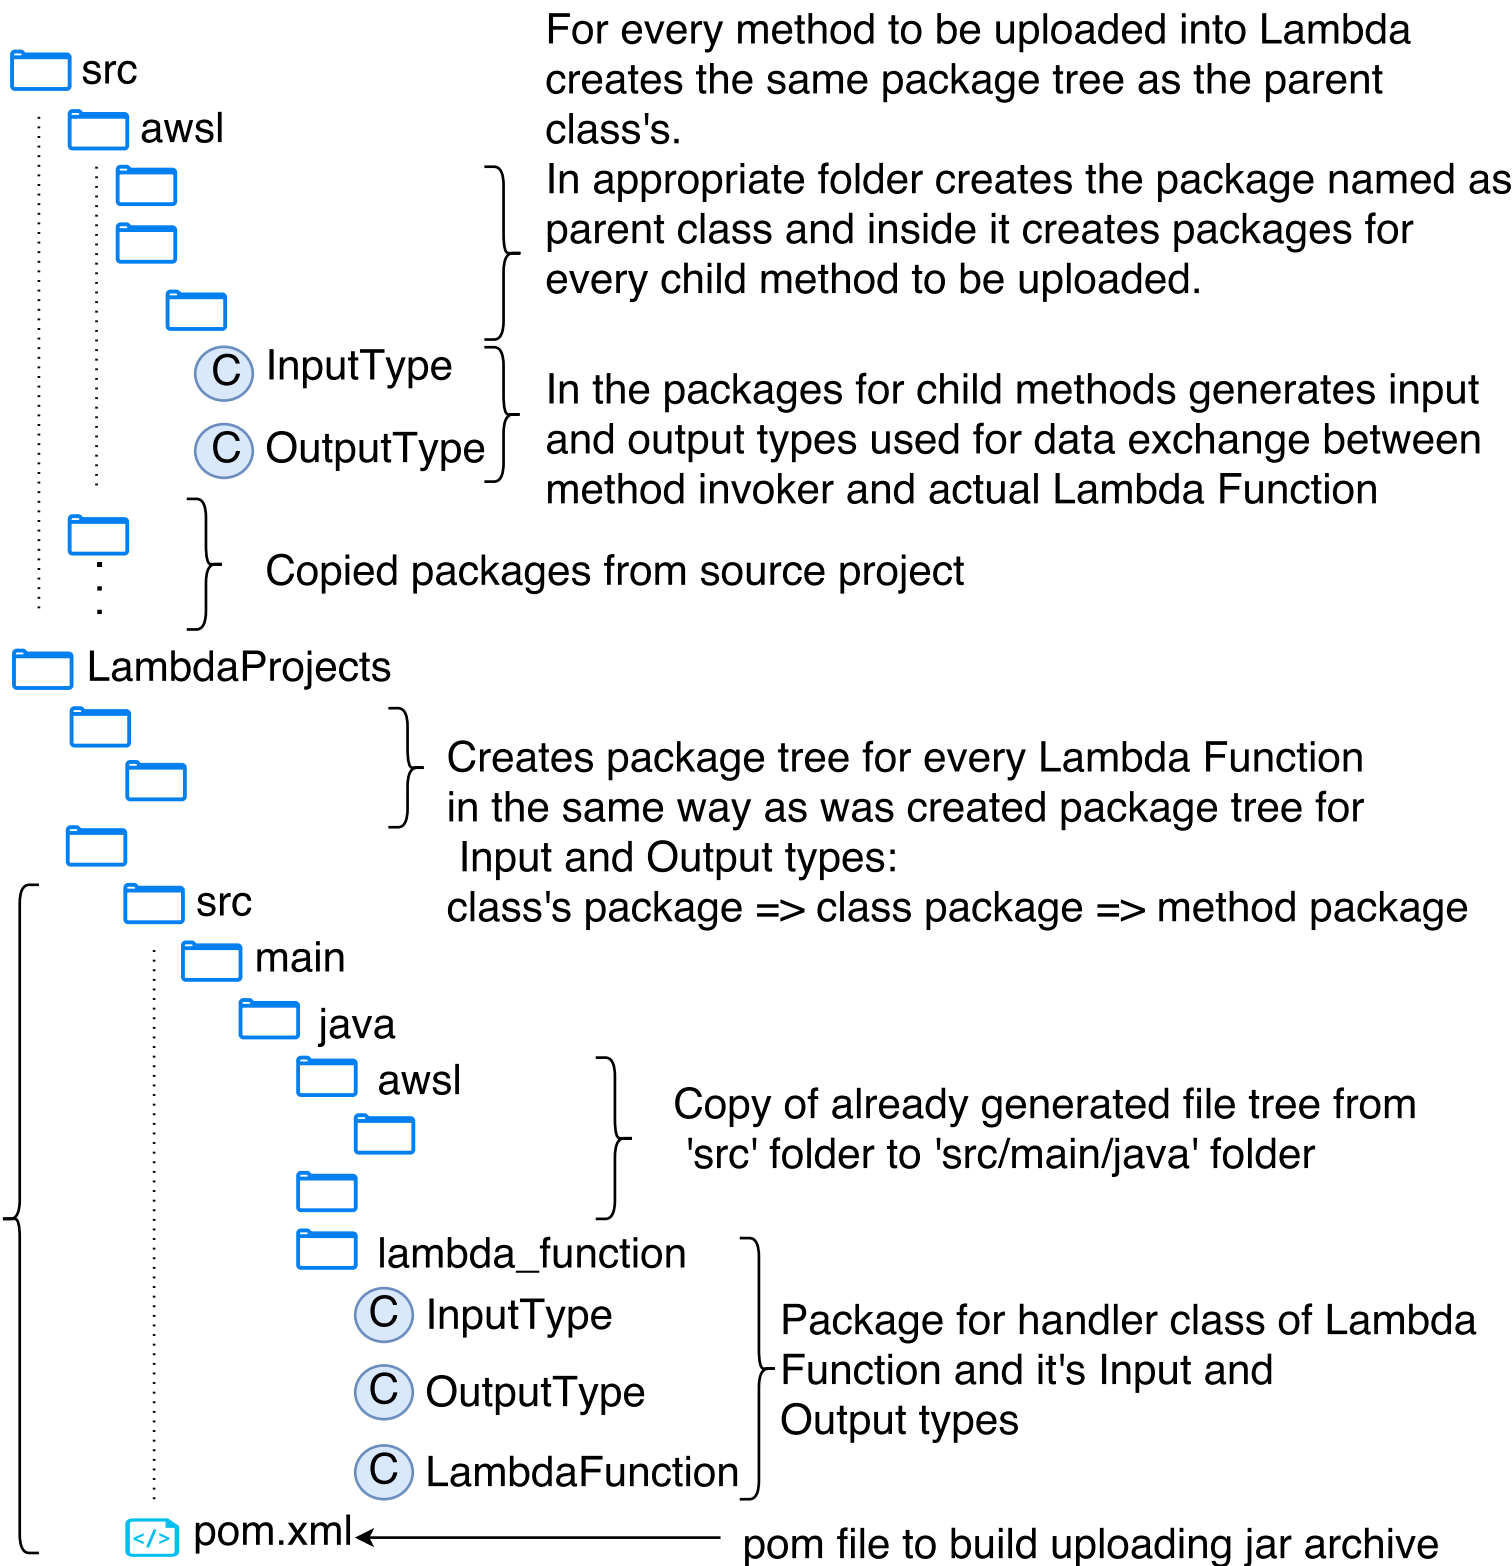 For every method to be uploaded into Lambda
creates the same package tree as the parent
class's.
src
awsl
In appropriate folder creates the package named as
parent class and inside it creates packages for
every child method to be uploaded.
C InputType
C OutputType
In the packages for child methods generates input
and output types used for data exchange between
method invoker and actual Lambda Function
Copied packages from source project
LambdaProjects
Creates package tree for every Lambda Function
in the same way as was created package tree for
Input and Output types:
class's package => class package => method package
src
main
java
awsl
Copy of already generated file tree from
'src' folder to 'src/main/java' folder
lambda_function
C InputType
C OutputType
C LambdaFunction
Package for handler class of Lambda
Function and it's Input and
Output types
</> pom.xml
pom file to build uploading jar archive